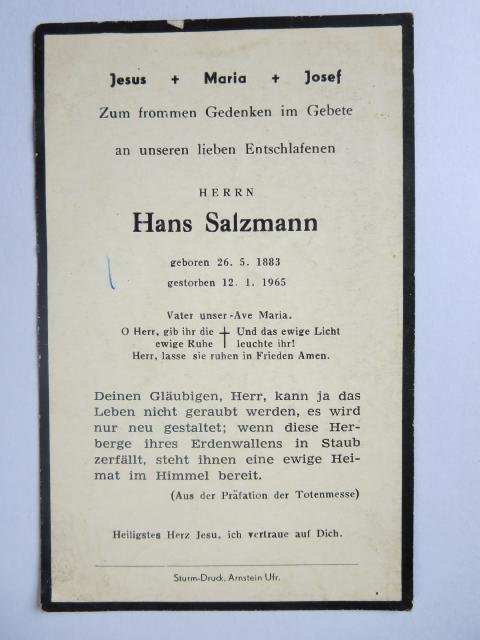 Jesus + Maria + Josef
Zum frommen Gedenken im Gebete
an unseren lieben Entschlafenen
HERRN
Hans Salzmann
geboren 26. 5. 1883
gestorben 12. 1. 1965
Vater unser - Ave Maria.
O Herr, gib ihr die † Und das ewige Licht
ewige Ruhe leuchte ihr!
Herr, lasse sie ruhen in Frieden Amen.
Deinen Gläubigen, Herr, kann ja das
Leben nicht geraubt werden, es wird
nur neu gestaltet; wenn diese Her-
berge ihres Erdenwallens in Staub
zerfällt, steht ihnen eine ewige Hei-
mat im Himmel bereit.
(Aus der Präfation der Totenmesse)
Heiligstes Herz Jesu, ich vertraue auf Dich.
Sturm-Druck, Arnstein Ufr.